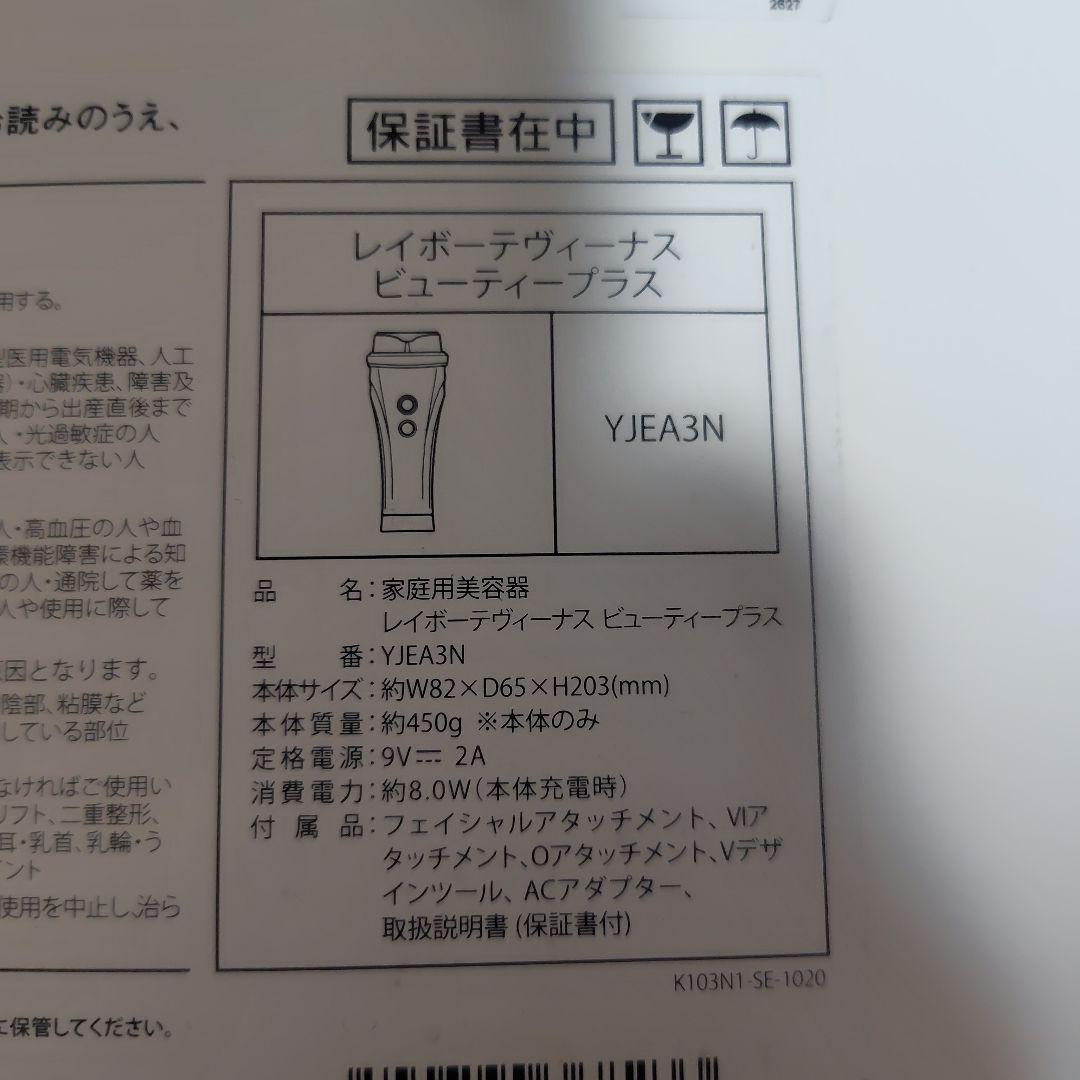 2627
読みのうえ、
保証書在中
用する。
医用電気機器、人工
・心臓疾患、障害及
期から出産直後まで
・光過敏症の人
表示できない人
人・高血圧の人や血
機能障害による知
の人・通院して薬を
人や使用に際して
因となります。
陰部、粘膜など
している部位
なければご使用い
リフト、二重整形、
耳・乳首、乳輪・う
イント
使用を中止し、治ら
に保管してください。
レイボーテヴィーナス
ビューティープラス
YJEA3N
品名：家庭用美容器
レイボーテヴィーナス ビューティープラス
型番：YJEA3N
本体サイズ：約W82×D65×H203(mm)
本体質量：約450g ※本体のみ
定格電源：9V⎓ 2A
消費電力：約8.0W（本体充電時）
付属品：フェイシャルアタッチメント、VIア
タッチメント、Oアタッチメント、Vデザ
インツール、ACアダプター、
取扱説明書 (保証書付)
K103N1-SE-1020